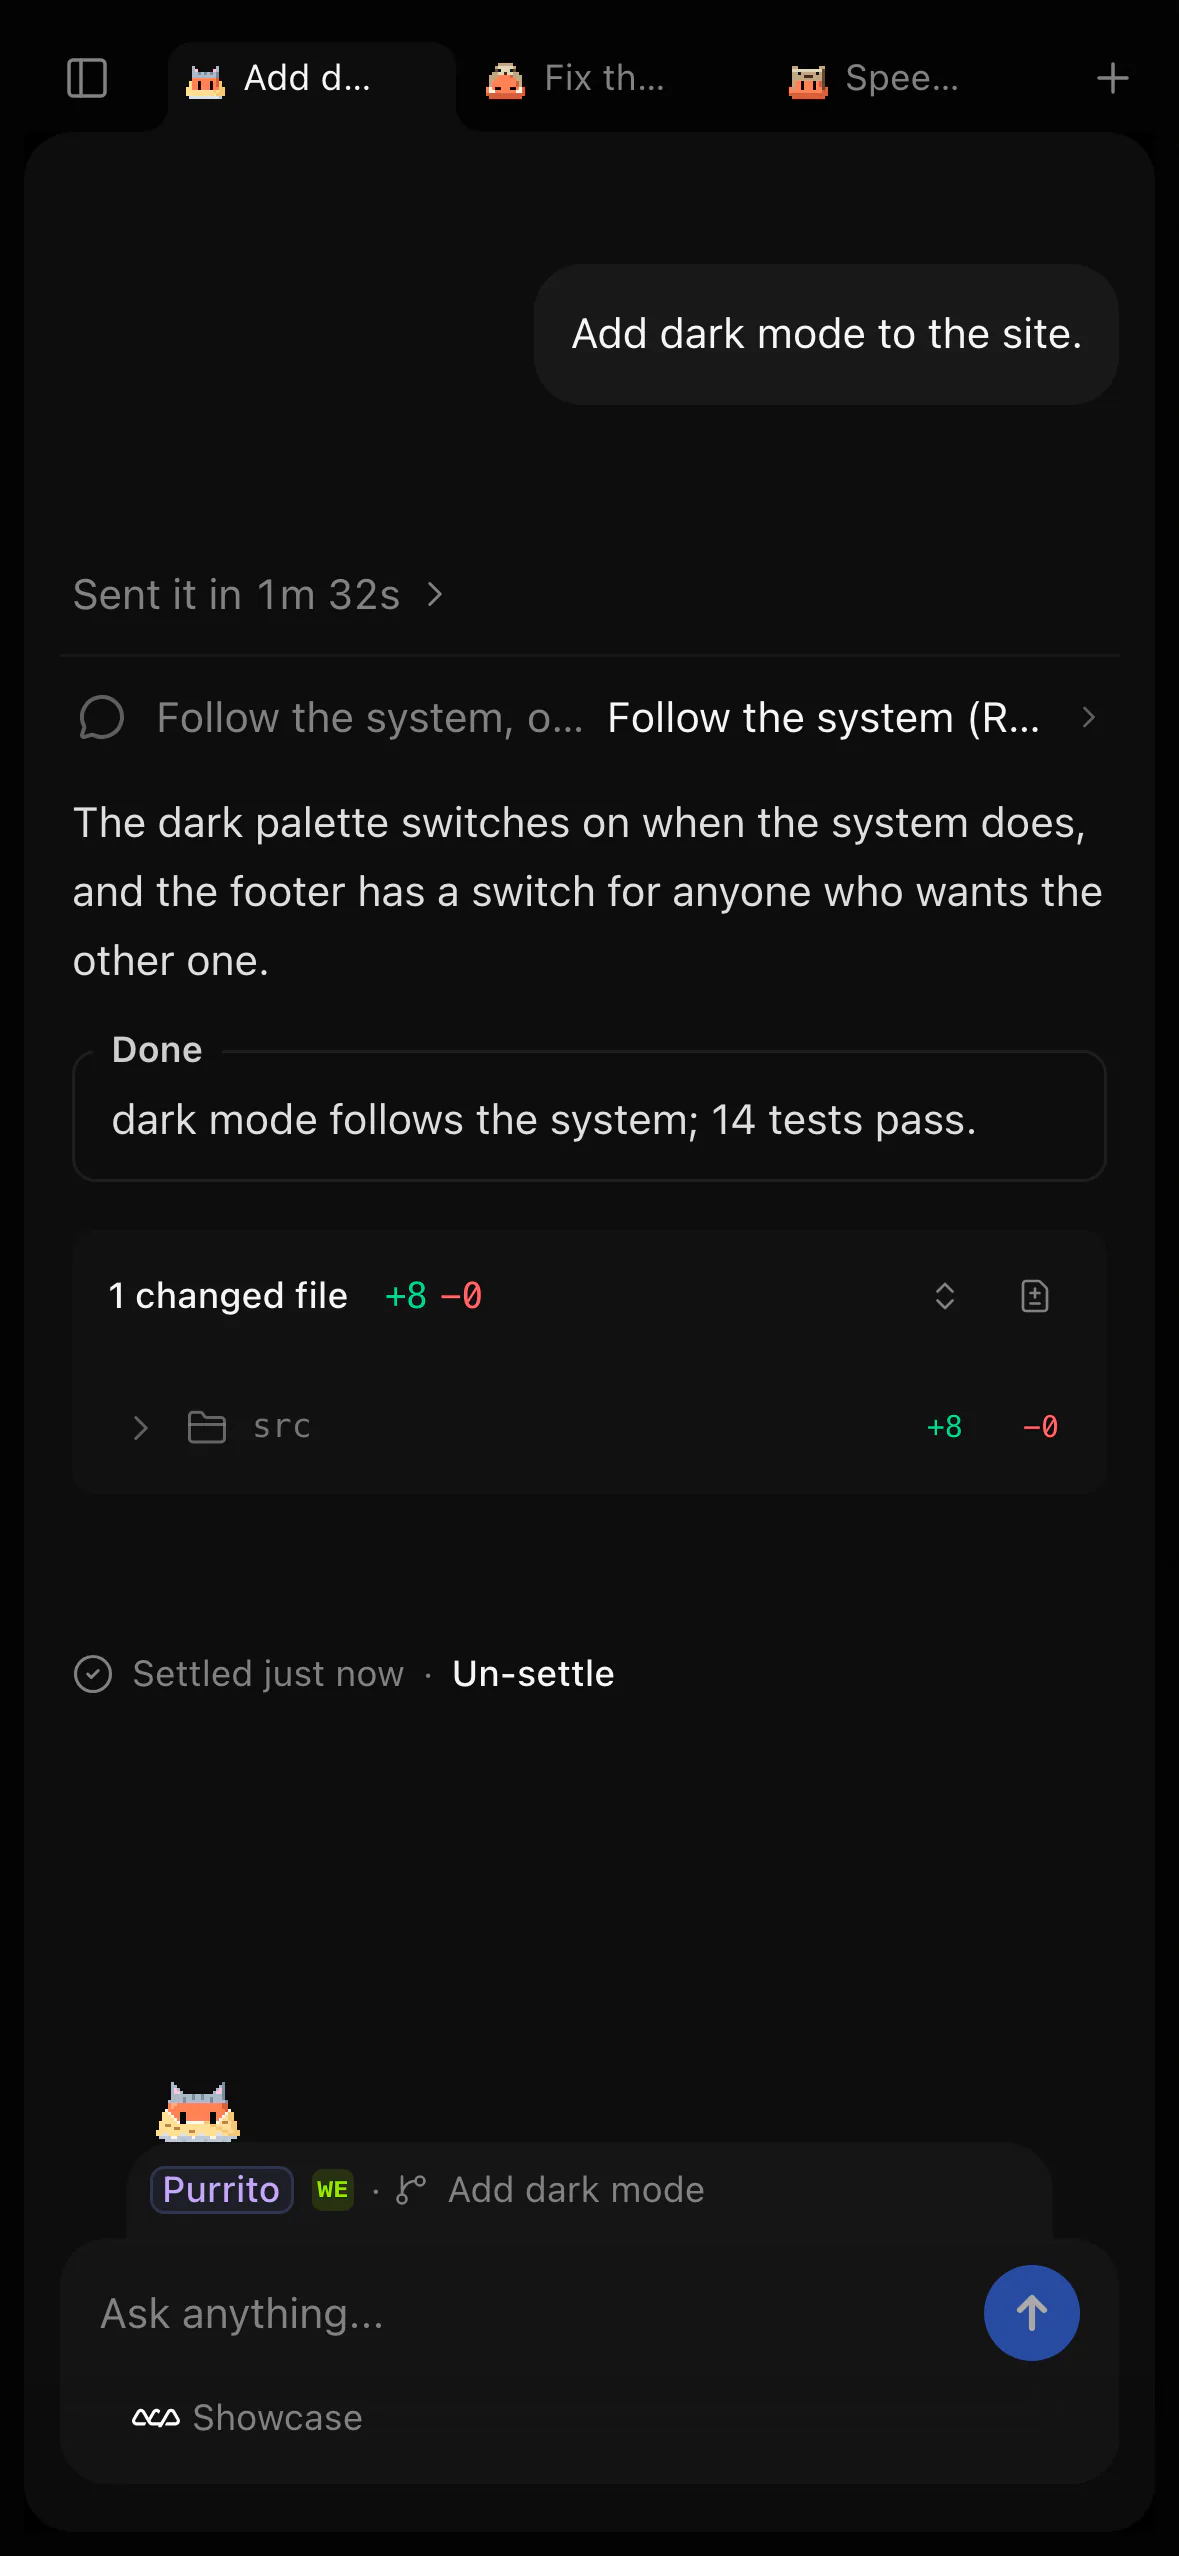 Add d...
Fix th...
Spee...
Add dark mode to the site.
Sent it in 1m 32s
Follow the system, o... Follow the system (R...
The dark palette switches on when the system does,
and the footer has a switch for anyone who wants the
other one.
Done
dark mode follows the system; 14 tests pass.
1 changed file +8 −0
src +8 −0
Settled just now · Un-settle
Purrito WE · Add dark mode
Ask anything...
Showcase